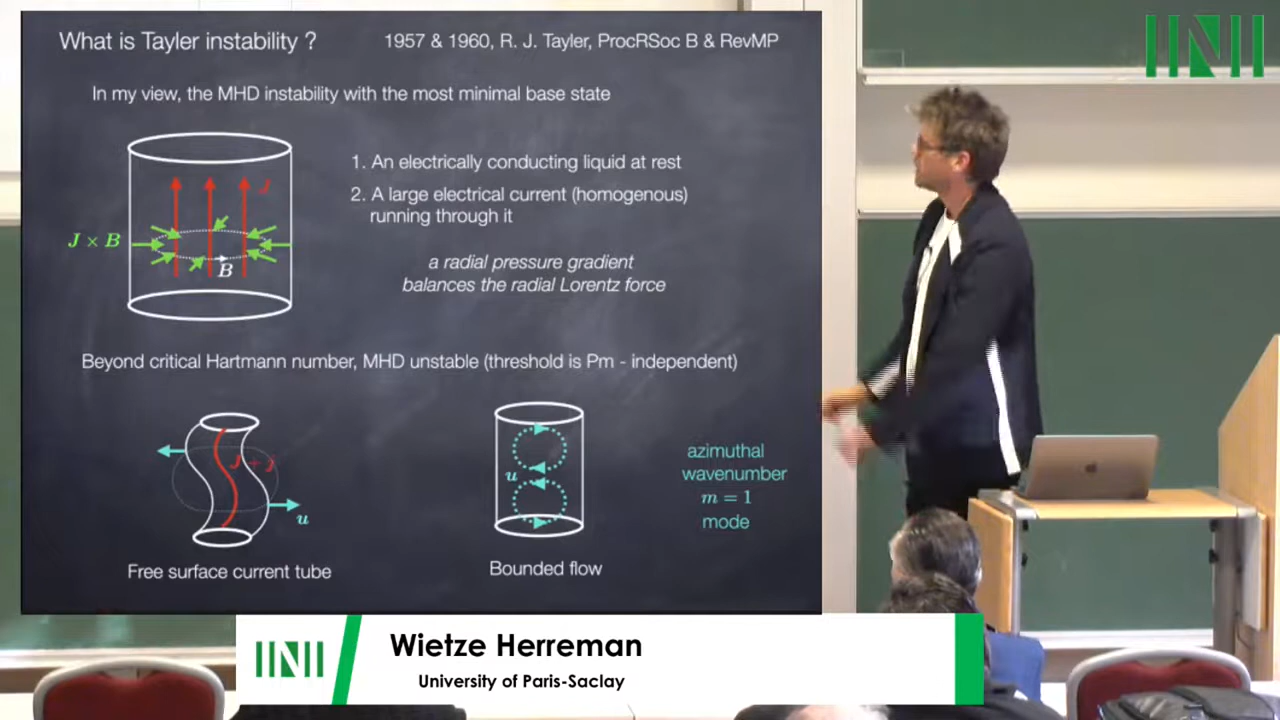 What is Tayler instability ?
1957 & 1960, R. J. Tayler, ProcRSoc B & RevMP
In my view, the MHD instability with the most minimal base state
J
J × B
B
1. An electrically conducting liquid at rest
2. A large electrical current (homogenous)
running through it
a radial pressure gradient
balances the radial Lorentz force
Beyond critical Hartmann number, MHD unstable (threshold is Pm - independent)
J + j
u
Free surface current tube
u
Bounded flow
azimuthal
wavenumber
m = 1
mode
Wietze Herreman
University of Paris-Saclay